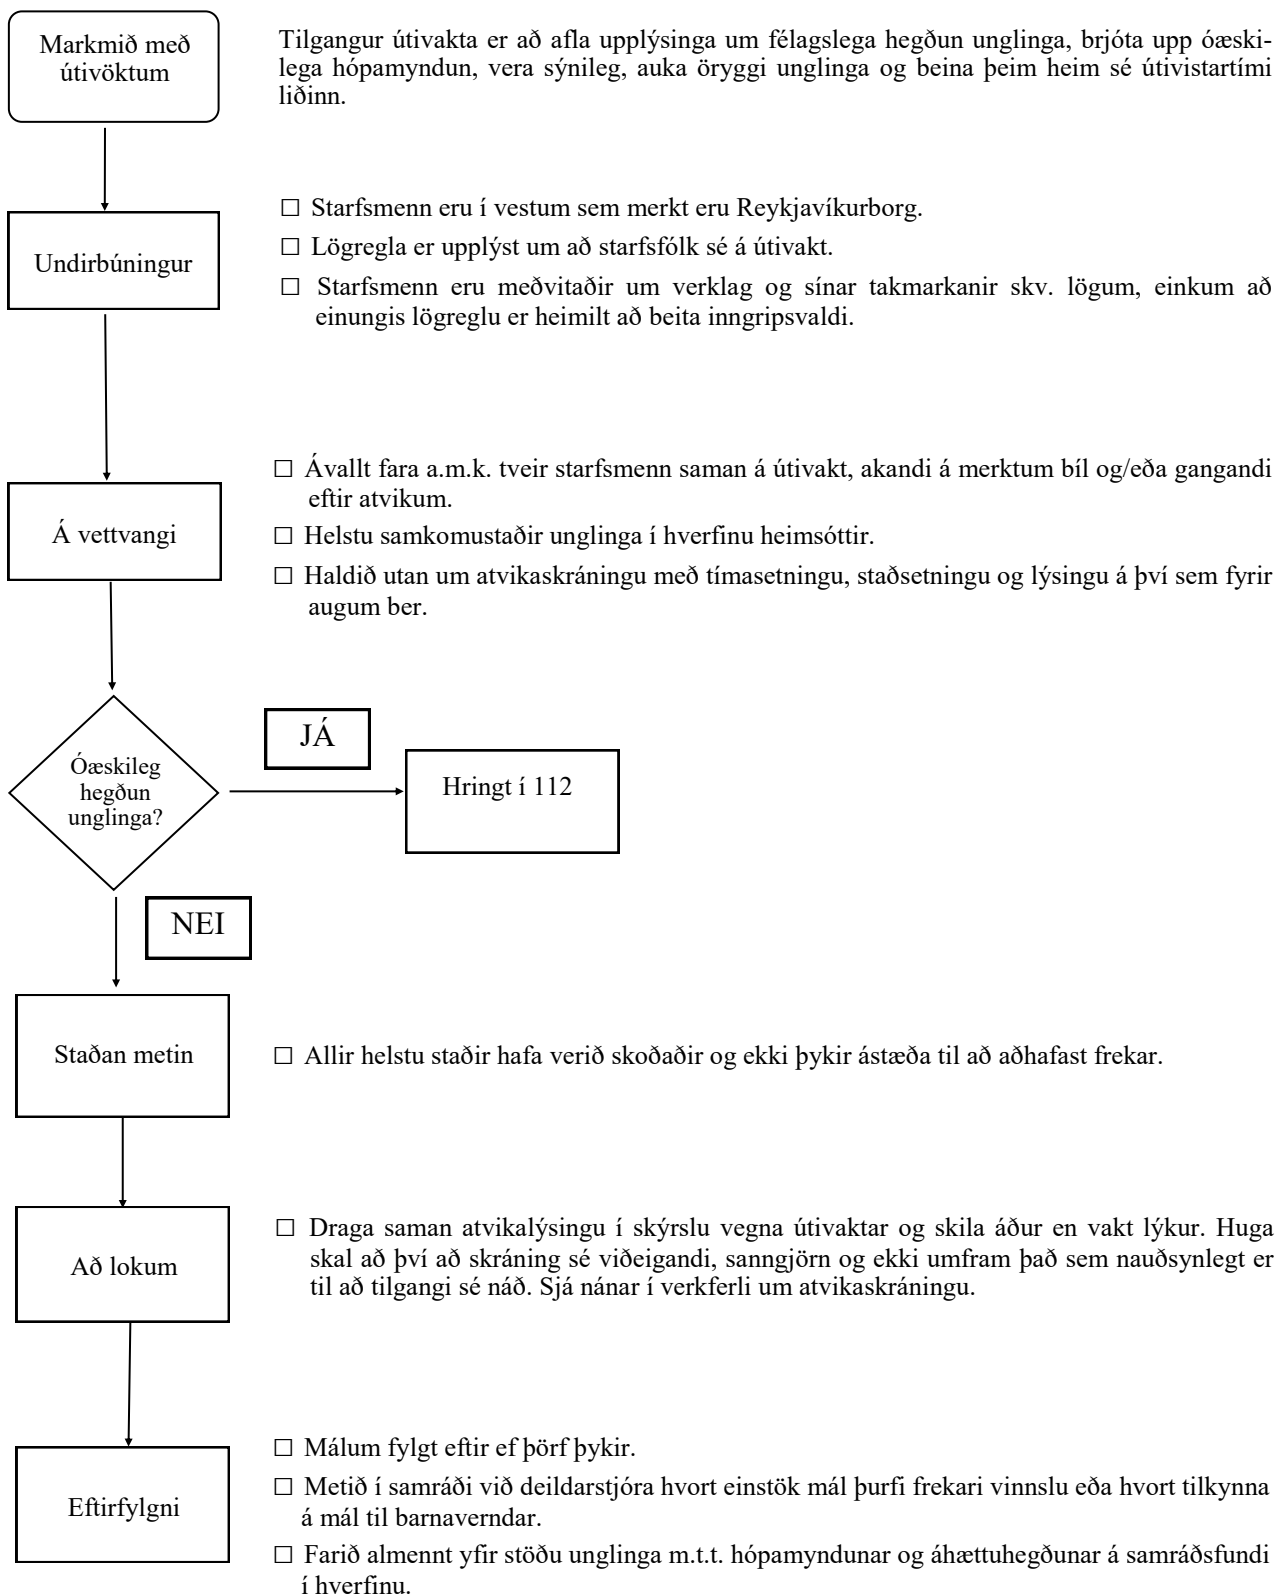 Markmið með
útivöktum
Tilgangur útivakta er að afla upplýsinga um félagslega hegðun unglinga, brjóta upp óæski-
lega hópamyndun, vera sýnileg, auka öryggi unglinga og beina þeim heim sé útivistartími
liðinn.
Undirbúningur
☐ Starfsmenn eru í vestum sem merkt eru Reykjavíkurborg.
☐ Lögregla er upplýst um að starfsfólk sé á útivakt.
☐ Starfsmenn eru meðvitaðir um verklag og sínar takmarkanir skv. lögum, einkum að
einungis lögreglu er heimilt að beita inngripsvaldi.
Á vettvangi
☐ Ávallt fara a.m.k. tveir starfsmenn saman á útivakt, akandi á merktum bíl og/eða gangandi
eftir atvikum.
☐ Helstu samkomustaðir unglinga í hverfinu heimsóttir.
☐ Haldið utan um atvikaskráningu með tímasetningu, staðsetningu og lýsingu á því sem fyrir
augum ber.
Óæskileg
hegðun
unglinga?
JÁ
Hringt í 112
NEI
Staðan metin
☐ Allir helstu staðir hafa verið skoðaðir og ekki þykir ástæða til að aðhafast frekar.
Að lokum
☐ Draga saman atvikalýsingu í skýrslu vegna útivaktar og skila áður en vakt lýkur. Huga
skal að því að skráning sé viðeigandi, sanngjörn og ekki umfram það sem nauðsynlegt er
til að tilgangi sé náð. Sjá nánar í verkferli um atvikaskráningu.
Eftirfylgni
☐ Málum fylgt eftir ef þörf þykir.
☐ Metið í samráði við deildarstjóra hvort einstök mál þurfi frekari vinnslu eða hvort tilkynna
á mál til barnaverndar.
☐ Farið almennt yfir stöðu unglinga m.t.t. hópamyndunar og áhættuhegðunar á samráðsfundi
í hverfinu.